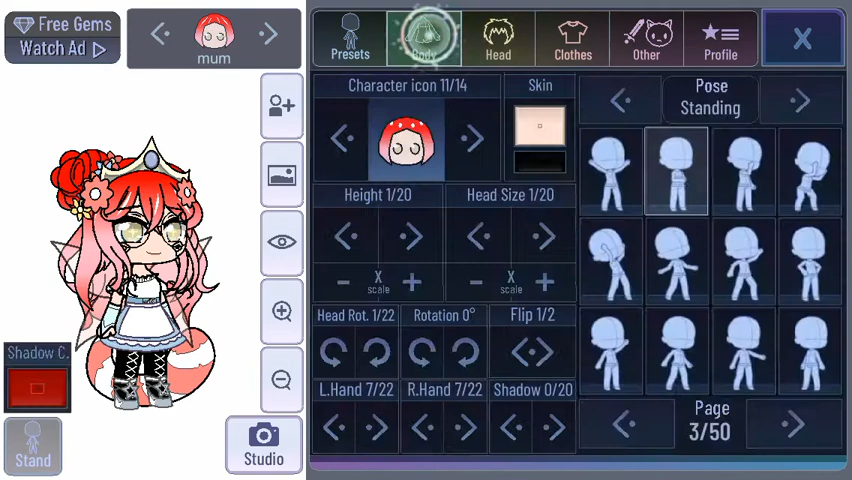 Free Gems
Watch Ad
mum
Presets
Body
Head
Clothes
Other
Profile
X
Character icon 11/14
Skin
Pose
Standing
Height 1/20
Head Size 1/20
X
scale
X
scale
Head Rot. 1/22
Rotation 0°
Flip 1/2
Shadow C.
L.Hand 7/22
R.Hand 7/22
Shadow 0/20
Stand
Studio
Page
3/50